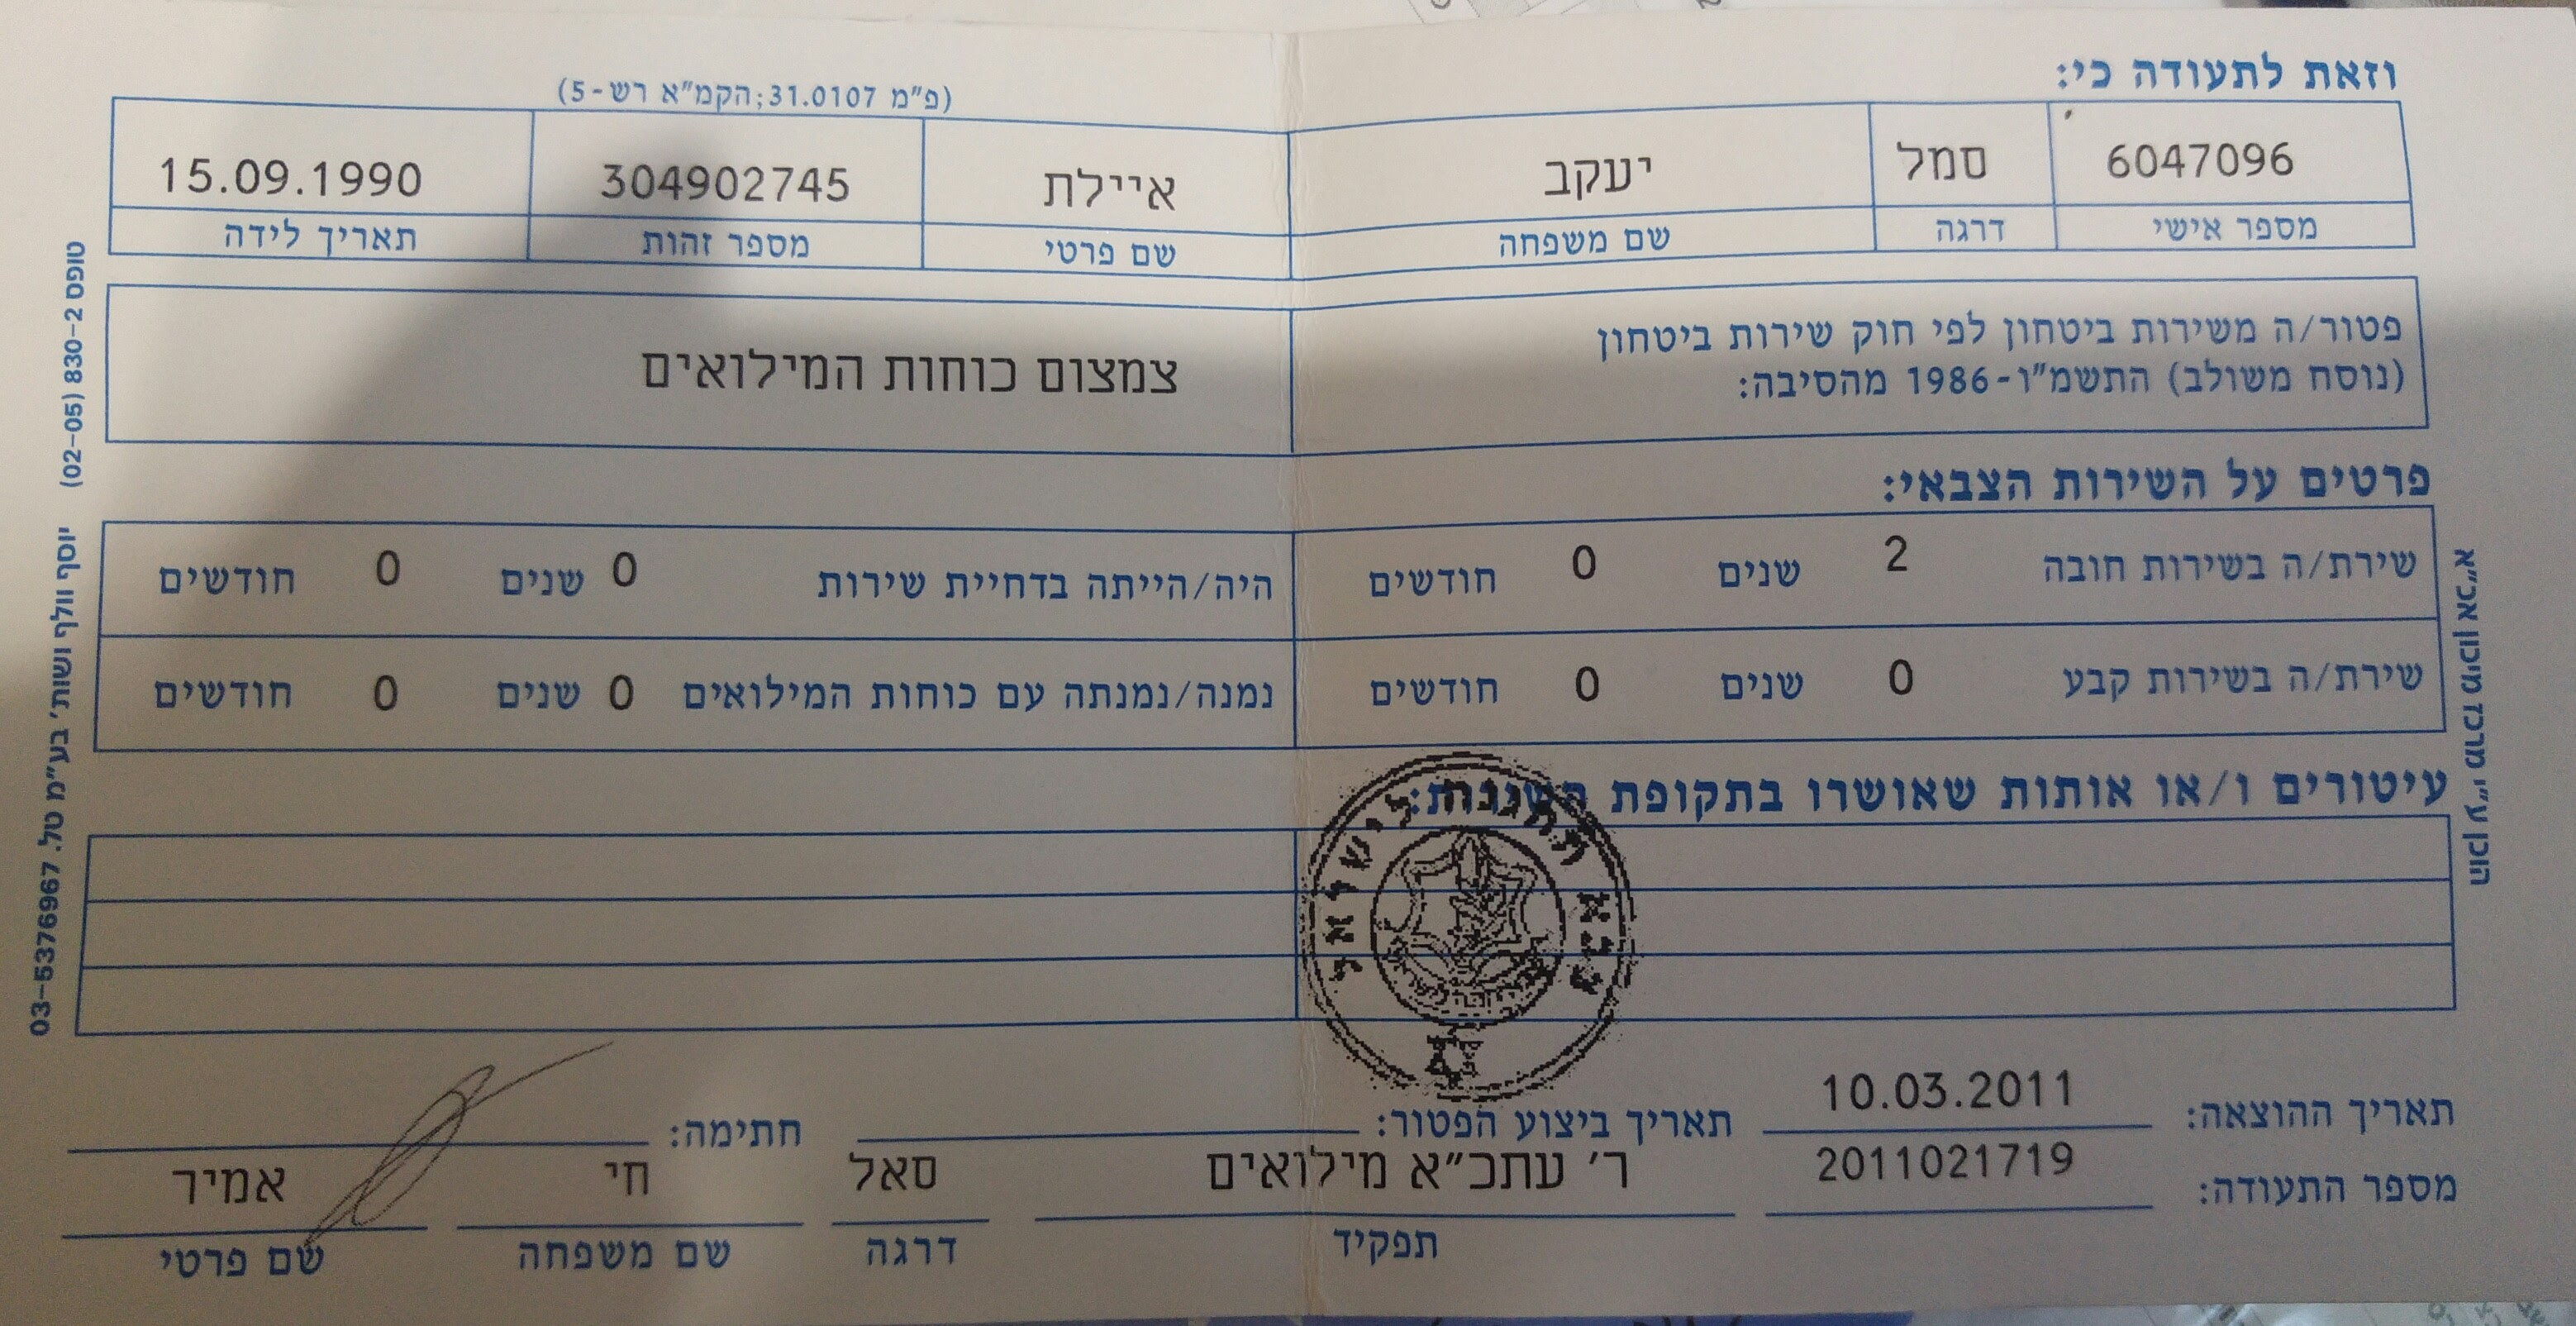 וזאת לתעודה כי:
(פ"מ 31.0107; הקמ"א רש-5)
6047096 סמל יעקב איילת 304902745 15.09.1990
מספר אישי דרגה שם משפחה שם פרטי מספר זהות תאריך לידה
פטור/ה משירות ביטחון לפי חוק שירות ביטחון
(נוסח משולב) התשמ"ו-1986 מהסיבה:
צמצום כוחות המילואים
פרטים על השירות הצבאי:
שירת/ה בשירות חובה 2 שנים 0 חודשים היה/הייתה בדחיית שירות 0 שנים 0 חודשים
שירת/ה בשירות קבע 0 שנים 0 חודשים נמנה/נמנתה עם כוחות המילואים 0 שנים 0 חודשים
עיטורים ו/או אותות שאושרו בתקופת השירות:
צבא ההגנה לישראל
תאריך ההוצאה: 10.03.2011 תאריך ביצוע הפטור: חתימה:
מספר התעודה: 2011021719 ר' עתכ"א מילואים סאל חי אמיר
תפקיד דרגה שם משפחה שם פרטי
הוכן ע"י מרכז מיכון אכ"א
טופס 830-2 (02-05) יוסף וולף ושות' בע"מ טל. 03-5376967